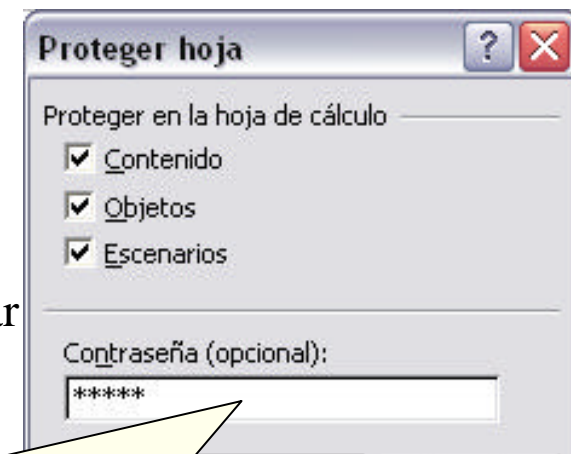 Proteger hoja
Proteger en la hoja de cálculo
Contenido
Objetos
Escenarios
Contraseña (opcional):
*****